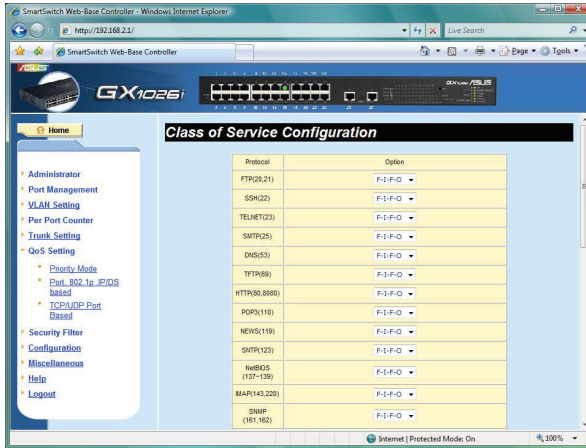 SmartSwitch Web-Base Controller - Windows Internet Explorer
http://192.168.2.1/
Live Search
SmartSwitch Web-Base Controller
Page
Tools
GX1026i
ASUS
Home
Class of Service Configuration
Administrator
Port Management
VLAN Setting
Per Port Counter
Trunk Setting
QoS Setting
Priority Mode
Port, 802.1p ,IP/DS
based
TCP/UDP Port
Based
Security Filter
Configuration
Miscellaneous
Help
Logout
Protocol Option
FTP(20,21) F-I-F-O
SSH(22) F-I-F-O
TELNET(23) F-I-F-O
SMTP(25) F-I-F-O
DNS(53) F-I-F-O
TFTP(69) F-I-F-O
HTTP(80,8080) F-I-F-O
POP3(110) F-I-F-O
NEWS(119) F-I-F-O
SNTP(123) F-I-F-O
NetBIOS
(137~139) F-I-F-O
IMAP(143,220) F-I-F-O
SNMP
(161,162) F-I-F-O
Internet | Protected Mode: On
100%